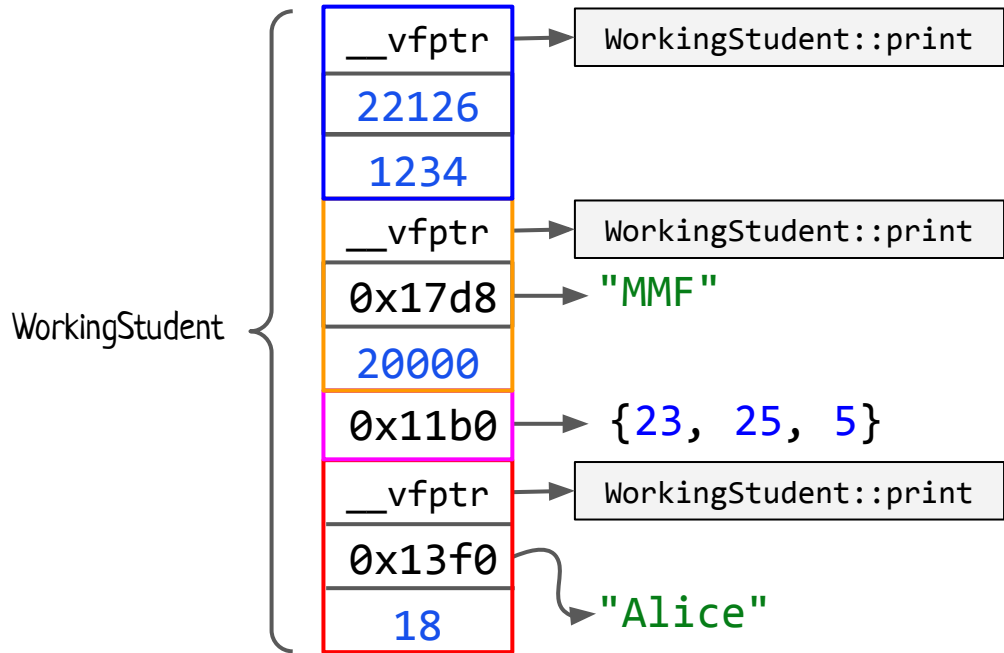 __vfptr WorkingStudent::print
22126
1234
__vfptr WorkingStudent::print
0x17d8 "MMF"
WorkingStudent
20000
0x11b0 {23, 25, 5}
__vfptr WorkingStudent::print
0x13f0
"Alice"
18